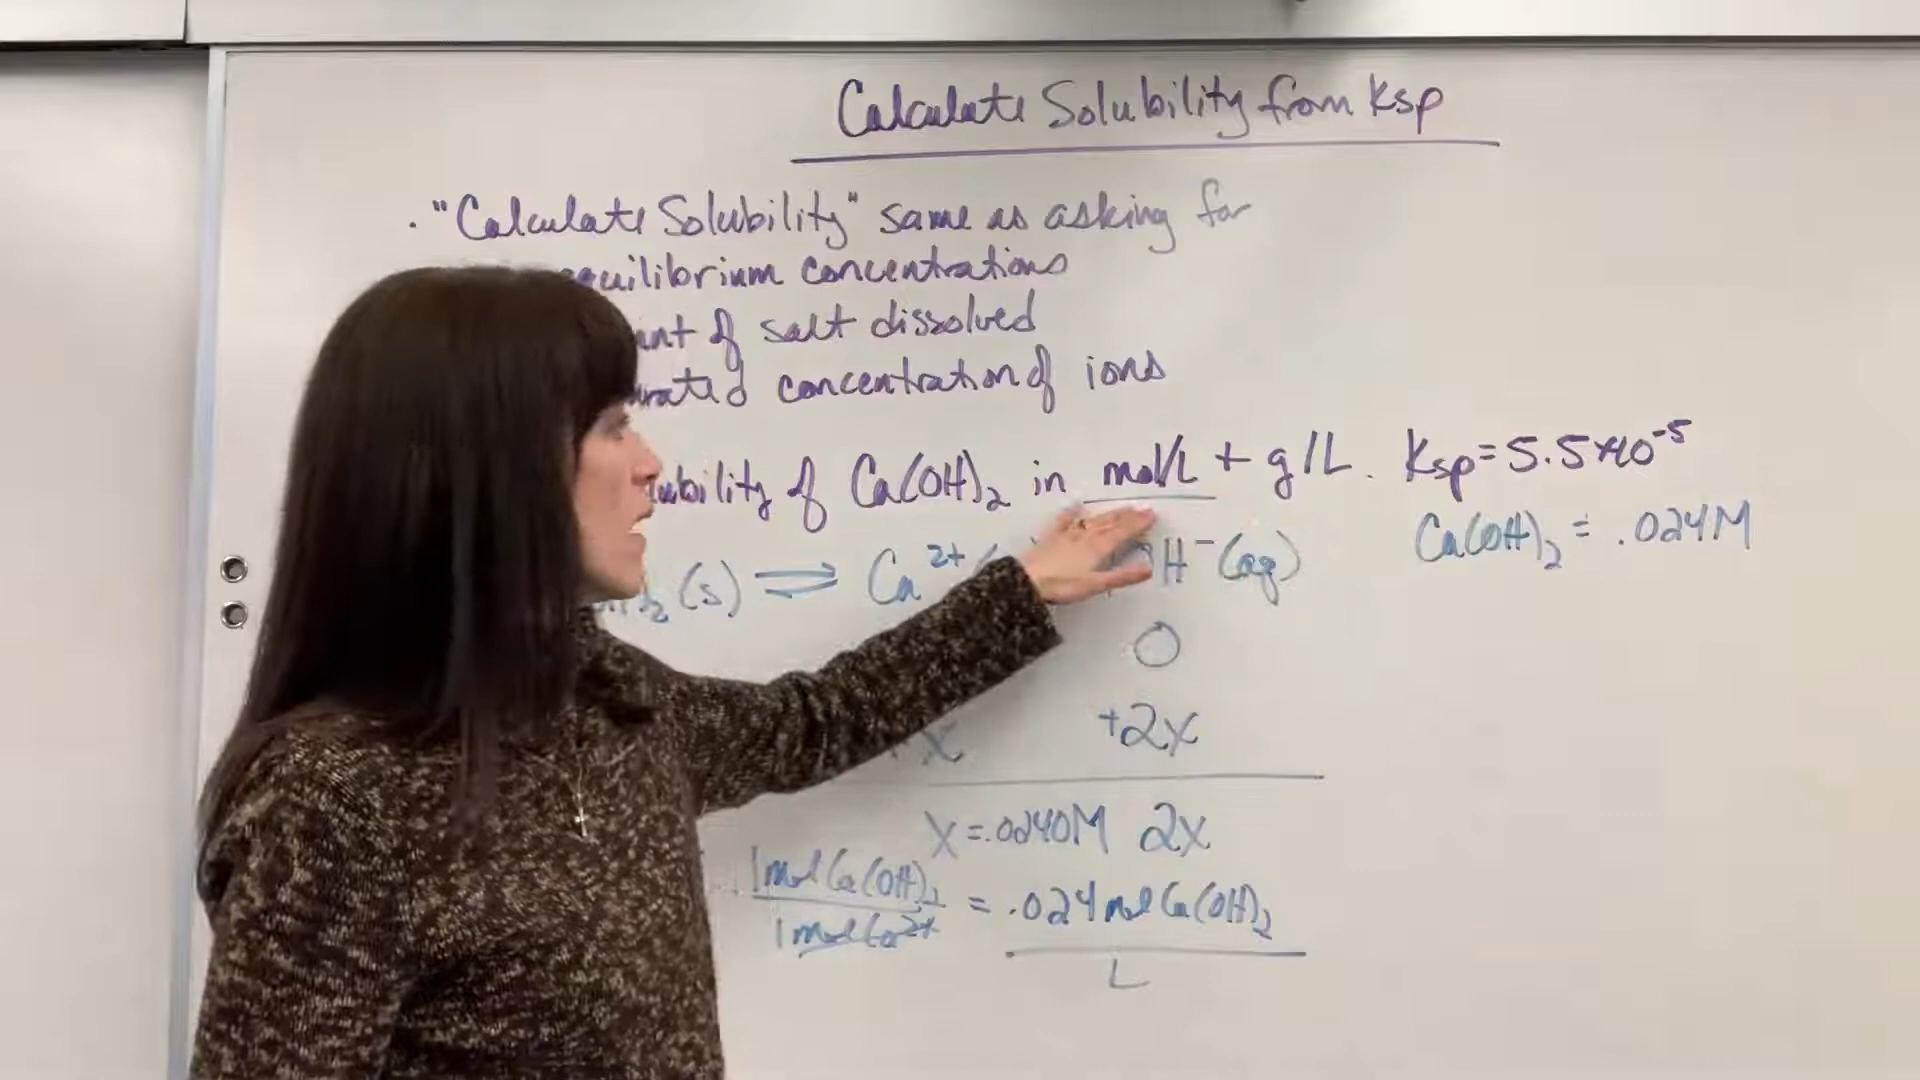 Calculate Solubility from Ksp
· "Calculate Solubility" same as asking for
equilibrium concentrations
of salt dissolved
concentration of ions
of Ca(OH)₂ in mol/L + g/L. Ksp = 5.5x10⁻⁵
Ca(OH)₂ = .024M
(s) ⇌ Ca²⁺ OH⁻(aq)
0
x +2x
x = .0240M 2x
1mol Ca(OH)₂ / 1mol Ca²⁺ = .024 mol Ca(OH)₂
L